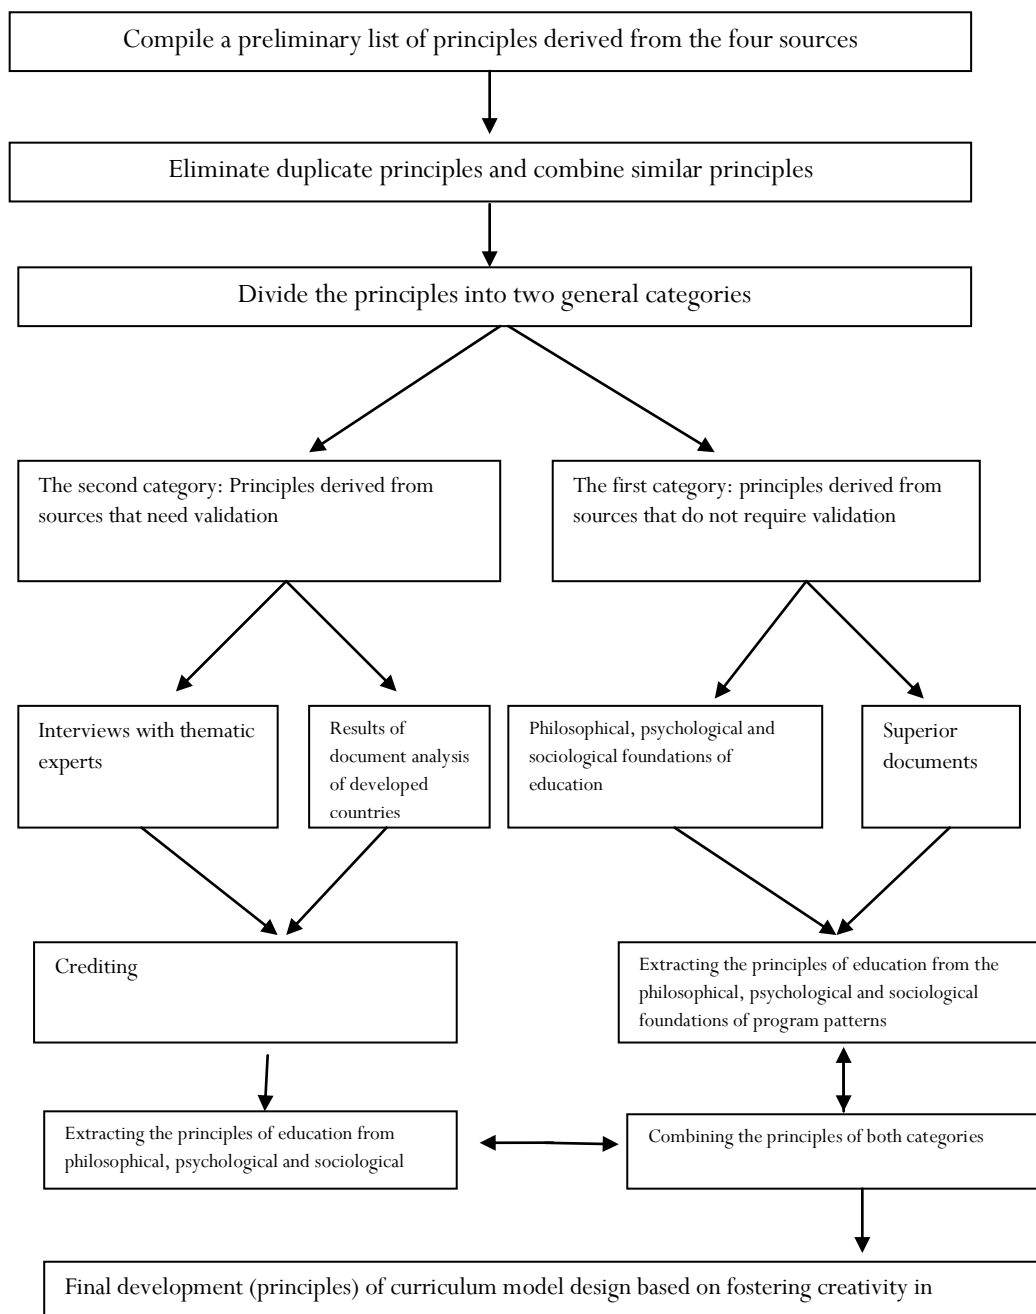 Compile a preliminary list of principles derived from the four sources
Eliminate duplicate principles and combine similar principles
Divide the principles into two general categories
The second category: Principles derived from
sources that need validation
The first category: principles derived from
sources that do not require validation
Interviews with thematic
experts
Results of
document analysis
of developed
countries
Philosophical, psychological and
sociological foundations of
education
Superior
documents
Crediting
Extracting the principles of education from the
philosophical, psychological and sociological
foundations of program patterns
Extracting the principles of education from
philosophical, psychological and sociological
Combining the principles of both categories
Final development (principles) of curriculum model design based on fostering creativity in